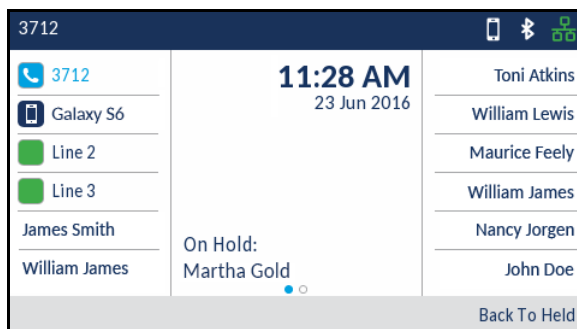 3712
3712
Galaxy S6
Line 2
Line 3
James Smith
William James
11:28 AM
23 Jun 2016
On Hold:
Martha Gold
Toni Atkins
William Lewis
Maurice Feely
William James
Nancy Jorgen
John Doe
Back To Held